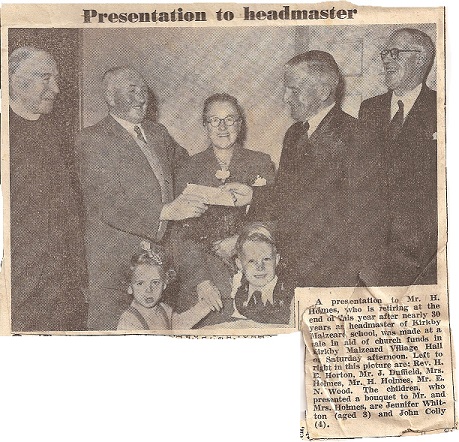 Presentation to headmaster
A presentation to Mr. H.
Holmes, who is retiring at the
end of this year after nearly 30
years as headmaster of Kirkby
Malzeard school, was made at a
sale in aid of church funds in
Kirkby Malzeard Village Hall
on Saturday afternoon. Left to
right in this picture are: Rev. H.
E. Horton, Mr. J. Duffield, Mrs.
Holmes, Mr. H. Holmes, Mr. E.
N. Wood. The children, who
presented a bouquet to Mr. and
Mrs. Holmes, are Jennifer Whit-
ton (aged 3) and John Colly
(4).